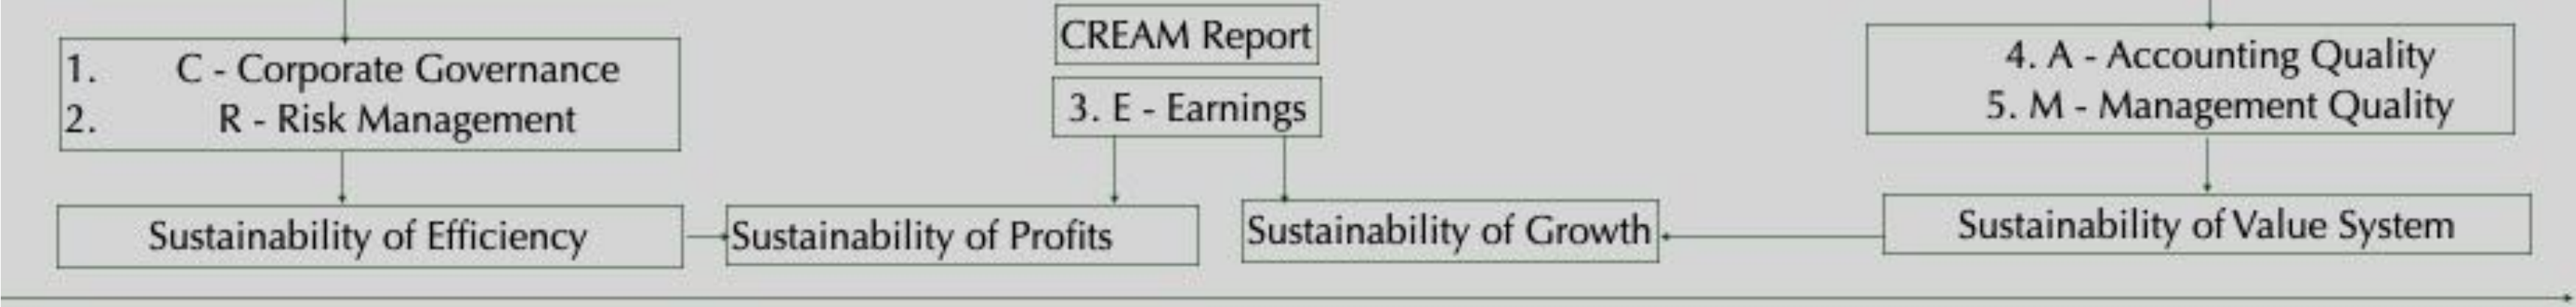 CREAM Report
1. C - Corporate Governance
2. R - Risk Management
3. E - Earnings
4. A - Accounting Quality
5. M - Management Quality
Sustainability of Efficiency
Sustainability of Profits
Sustainability of Growth
Sustainability of Value System